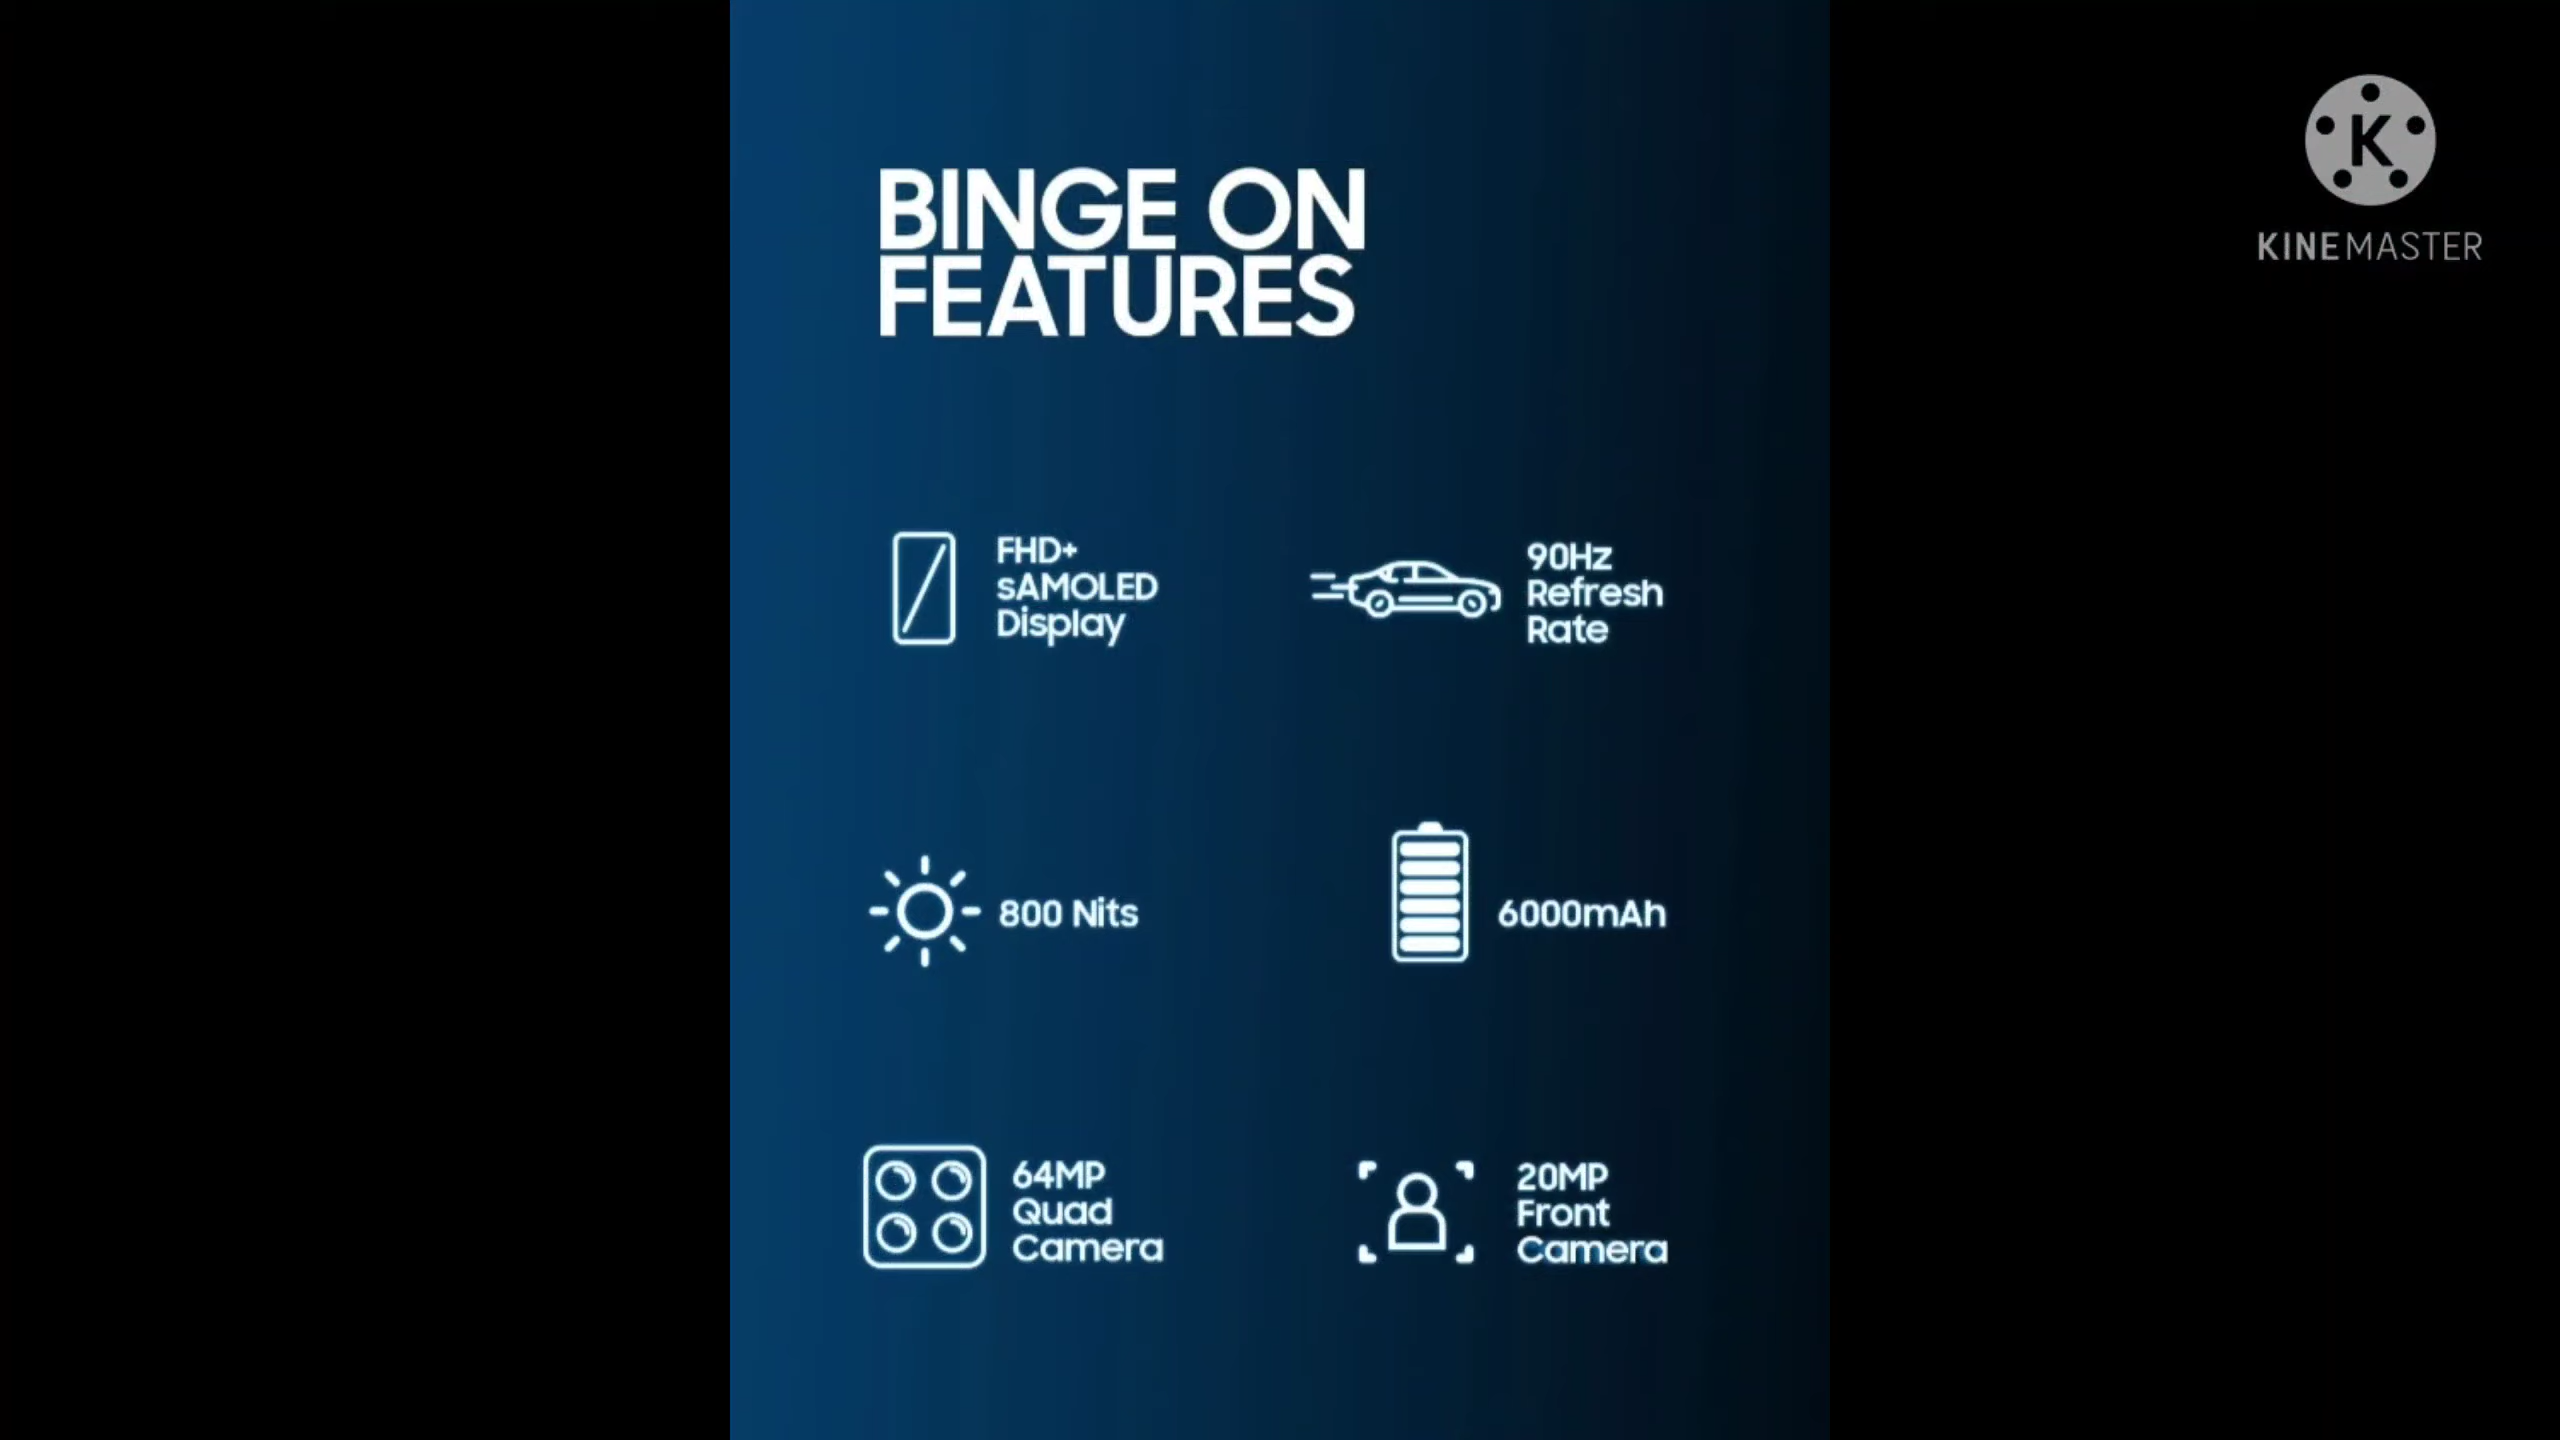 BINGE ON
FEATURES
K
KINEMASTER
FHD+
sAMOLED
Display
90Hz
Refresh
Rate
800 Nits
6000mAh
64MP
Quad
Camera
20MP
Front
Camera